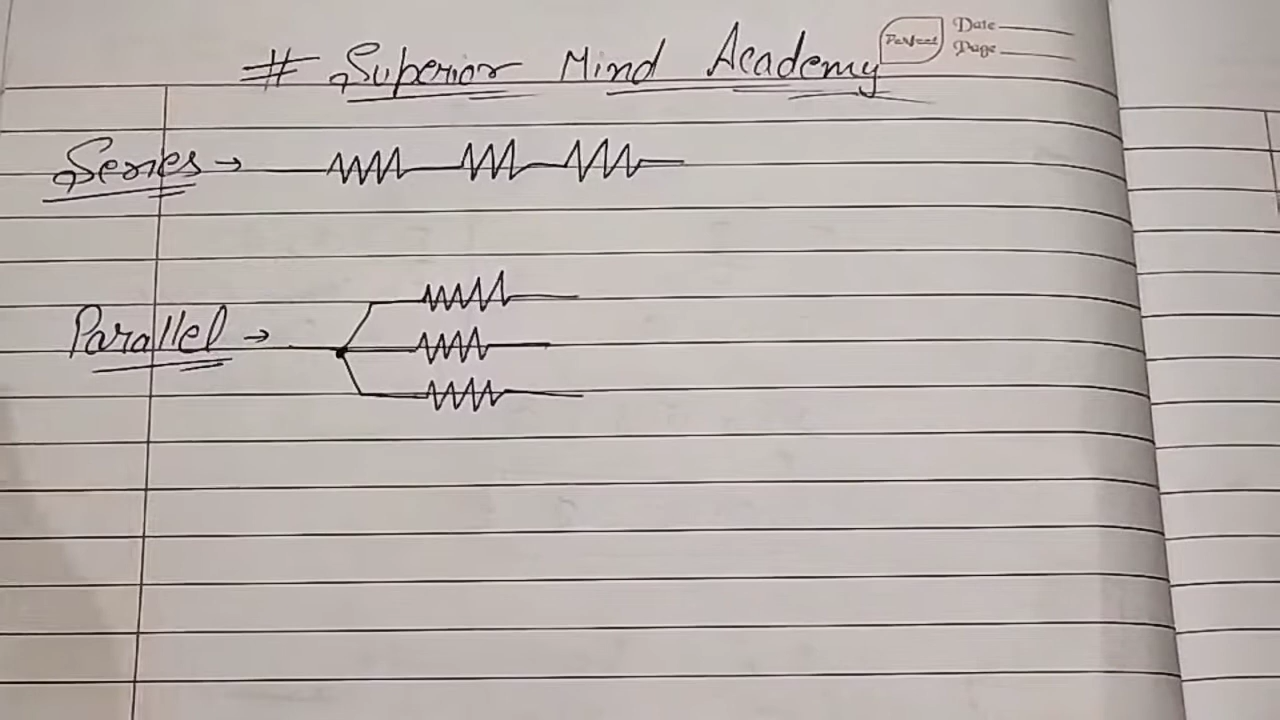 # Superior Mind Academy
Perfect
Date
Page
Series →
Parallel →